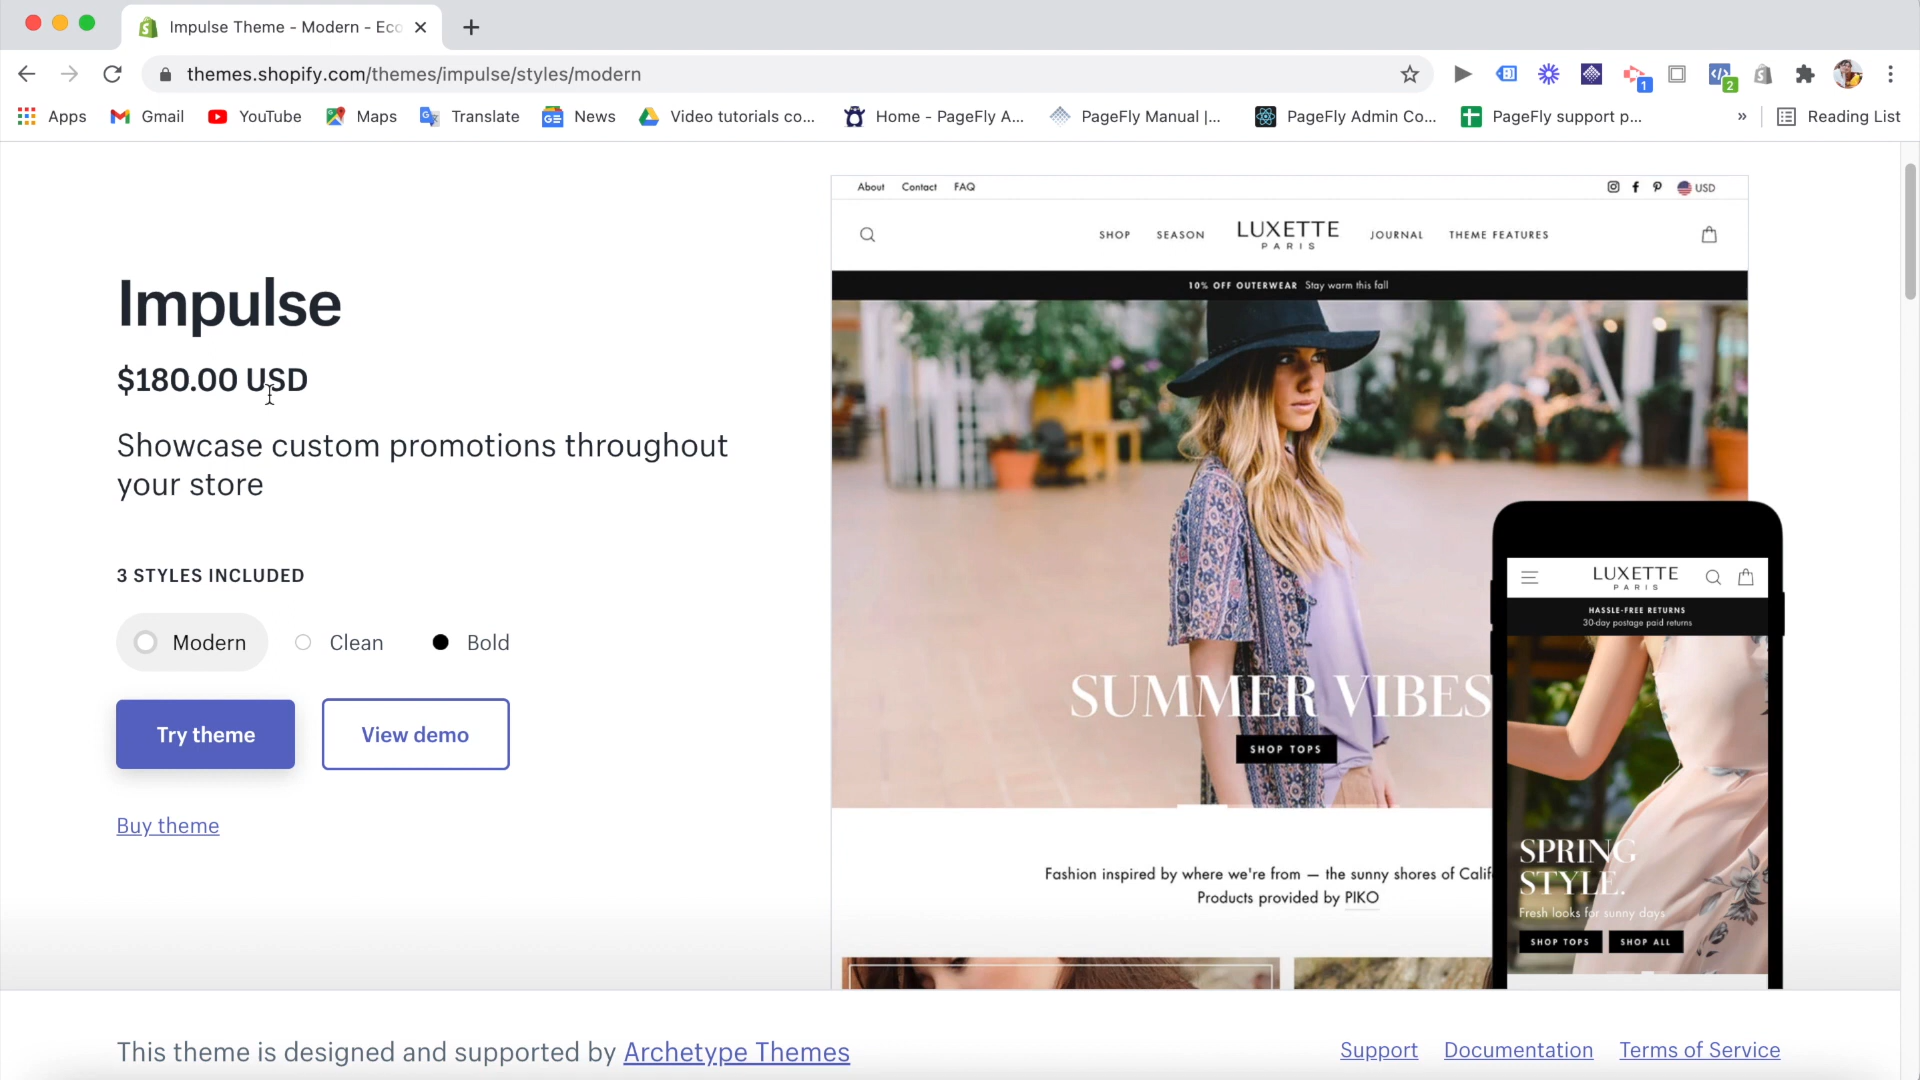 Impulse Theme - Modern - Eco
themes.shopify.com/themes/impulse/styles/modern
1
2
Apps
Gmail
YouTube
Maps
Translate
News
Video tutorials co...
Home - PageFly A...
PageFly Manual |...
PageFly Admin Co...
PageFly support p...
»
Reading List
Impulse
$180.00 USD
Showcase custom promotions throughout
your store
3 STYLES INCLUDED
Modern
Clean
Bold
Try theme
View demo
Buy theme
About
Contact
FAQ
USD
SHOP
SEASON
LUXETTE
PARIS
JOURNAL
THEME FEATURES
10% OFF OUTERWEAR Stay warm this fall
SUMMER VIBES
SHOP TOPS
Fashion inspired by where we're from — the sunny shores of Calif
Products provided by PIKO
LUXETTE
PARIS
HASSLE-FREE RETURNS
30-day postage paid returns
SPRING
STYLE.
Fresh looks for sunny days
SHOP TOPS
SHOP ALL
This theme is designed and supported by Archetype Themes
Support
Documentation
Terms of Service